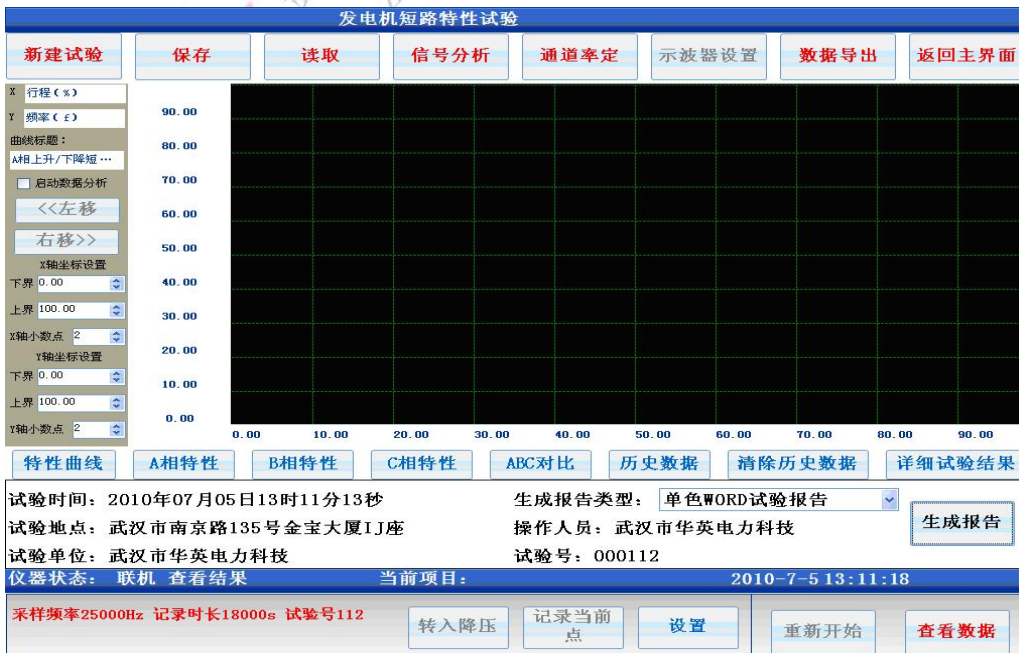 发电机短路特性试验
新建试验 保存 读取 信号分析 通道率定 示波器设置 数据导出 返回主界面
X 行程(%)
Y 频率(f)
曲线标题:
A相上升/下降短…
启动数据分析
<<左移
右移>>
X轴坐标设置
下界 0.00
上界 100.00
X轴小数点 2
Y轴坐标设置
下界 0.00
上界 100.00
Y轴小数点 2
90.00
80.00
70.00
60.00
50.00
40.00
30.00
20.00
10.00
0.00
0.00 10.00 20.00 30.00 40.00 50.00 60.00 70.00 80.00 90.00
特性曲线 A相特性 B相特性 C相特性 ABC对比 历史数据 清除历史数据 详细试验结果
试验时间: 2010年07月05日13时11分13秒 生成报告类型: 单色WORD试验报告
试验地点: 武汉市南京路135号金宝大厦IJ座 操作人员: 武汉市华英电力科技
生成报告
试验单位: 武汉市华英电力科技 试验号: 000112
仪器状态: 联机 查看结果 当前项目: 2010-7-5 13:11:18
采样频率25000Hz 记录时长18000s 试验号112
转入降压 记录当前点 设置 重新开始 查看数据